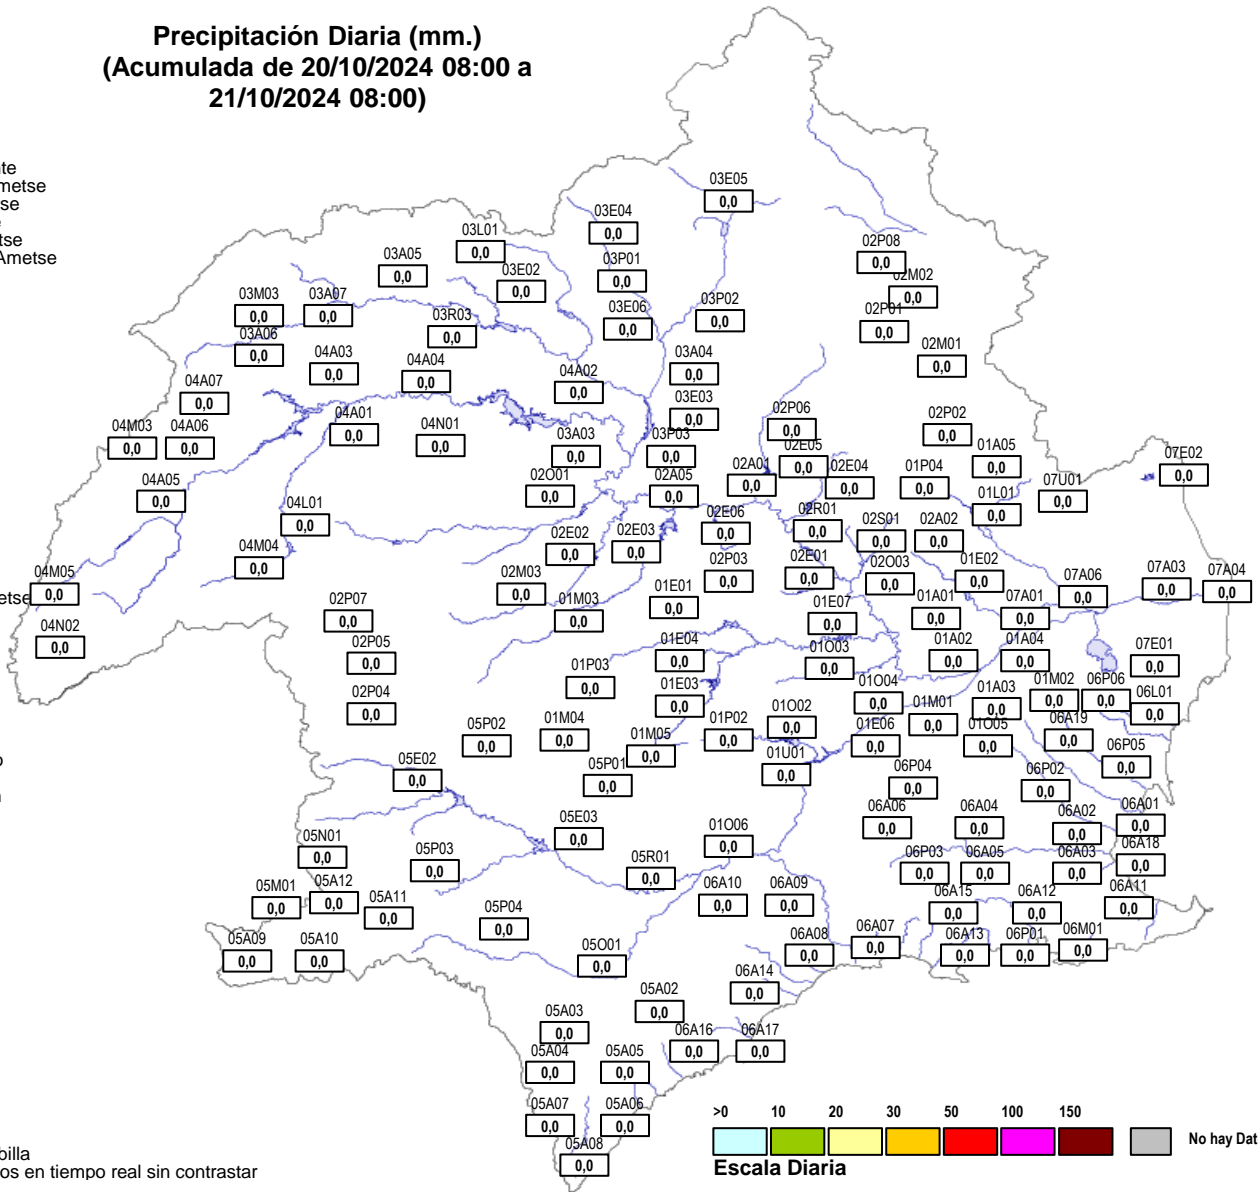 Precipitación Diaria (mm.)
(Acumulada de 20/10/2024 08:00 a
21/10/2024 08:00)
03E05
0,0
03E04
0,0
03L01
0,0
03A05
0,0
03P01
0,0
03E02
0,0
02P08
0,0
02M02
0,0
03M03
0,0
03A07
0,0
03R03
0,0
03E06
0,0
03P02
0,0
02P01
0,0
03A06
0,0
04A03
0,0
04A04
0,0
04A02
0,0
03A04
0,0
02M01
0,0
04A07
0,0
03E03
0,0
04M03
0,0
04A06
0,0
04A01
0,0
04N01
0,0
03A03
0,0
03P03
0,0
02P06
0,0
02P02
0,0
02E05
0,0
01A05
0,0
07E02
0,0
04A05
0,0
02O01
0,0
02A05
0,0
02A01
0,0
02E04
0,0
01P04
0,0
07U01
0,0
01L01
0,0
04L01
0,0
02E06
0,0
02R01
0,0
02S01
0,0
02A02
0,0
04M04
0,0
02E02
0,0
02E03
0,0
02P03
0,0
02E01
0,0
02O03
0,0
01E02
0,0
04M05
0,0
02M03
0,0
07A06
0,0
07A03
0,0
07A04
0,0
02P07
0,0
01M03
0,0
01E01
0,0
01E07
0,0
01A01
0,0
07A01
0,0
04N02
0,0
02P05
0,0
01E04
0,0
01O03
0,0
01A02
0,0
01A04
0,0
07E01
0,0
02P04
0,0
01P03
0,0
01E03
0,0
01O04
0,0
01A03
0,0
01M02
0,0
06P06
0,0
06L01
0,0
05P02
0,0
01M04
0,0
01M05
0,0
01P02
0,0
01O02
0,0
01E06
0,0
01M01
0,0
01O05
0,0
06A19
0,0
05E02
0,0
05P01
0,0
01U01
0,0
06P04
0,0
06P02
0,0
06P05
0,0
05E03
0,0
01O06
0,0
06A06
0,0
06A04
0,0
06A02
0,0
06A01
0,0
05N01
0,0
05P03
0,0
05R01
0,0
06P03
0,0
06A05
0,0
06A03
0,0
06A18
0,0
05M01
0,0
05A12
0,0
05A11
0,0
05P04
0,0
06A10
0,0
06A09
0,0
06A15
0,0
06A12
0,0
06A11
0,0
05A09
0,0
05A10
0,0
05O01
0,0
06A08
0,0
06A07
0,0
06A13
0,0
06P01
0,0
06M01
0,0
05A02
0,0
06A14
0,0
05A03
0,0
06A16
0,0
06A17
0,0
05A04
0,0
05A05
0,0
05A07
0,0
05A06
0,0
05A08
0,0
>0 10 20 30 50 100 150
No hay Dat
Escala Diaria
os en tiempo real sin contrastar